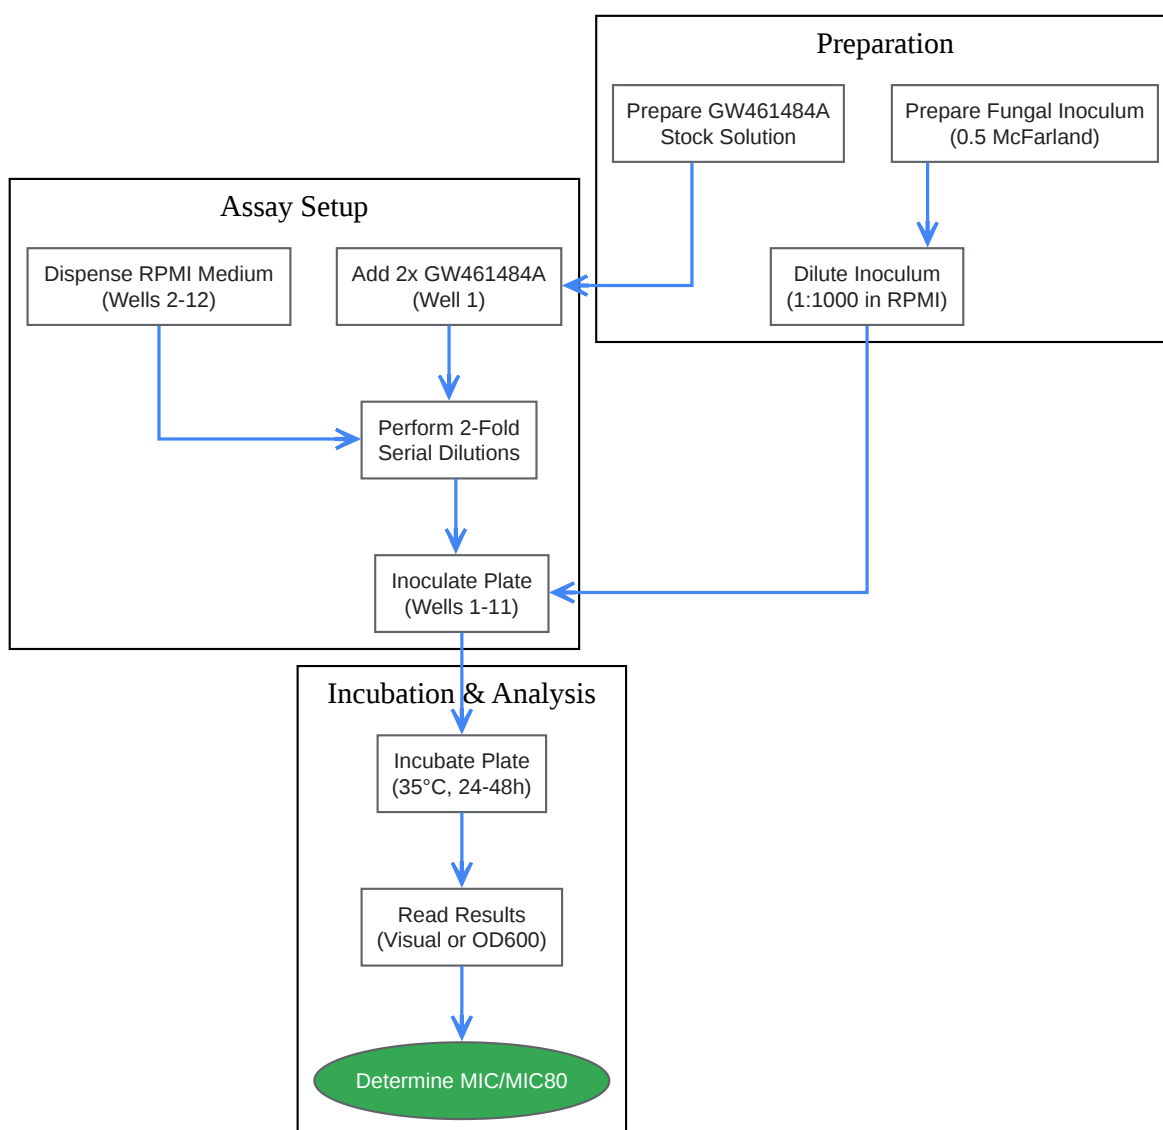 Preparation
Prepare GW461484A
Stock Solution
Prepare Fungal Inoculum
(0.5 McFarland)
Dilute Inoculum
(1:1000 in RPMI)
Assay Setup
Dispense RPMI Medium
(Wells 2-12)
Add 2x GW461484A
(Well 1)
Perform 2-Fold
Serial Dilutions
Inoculate Plate
(Wells 1-11)
Incubation & Analysis
Incubate Plate
(35°C, 24-48h)
Read Results
(Visual or OD600)
Determine MIC/MIC80